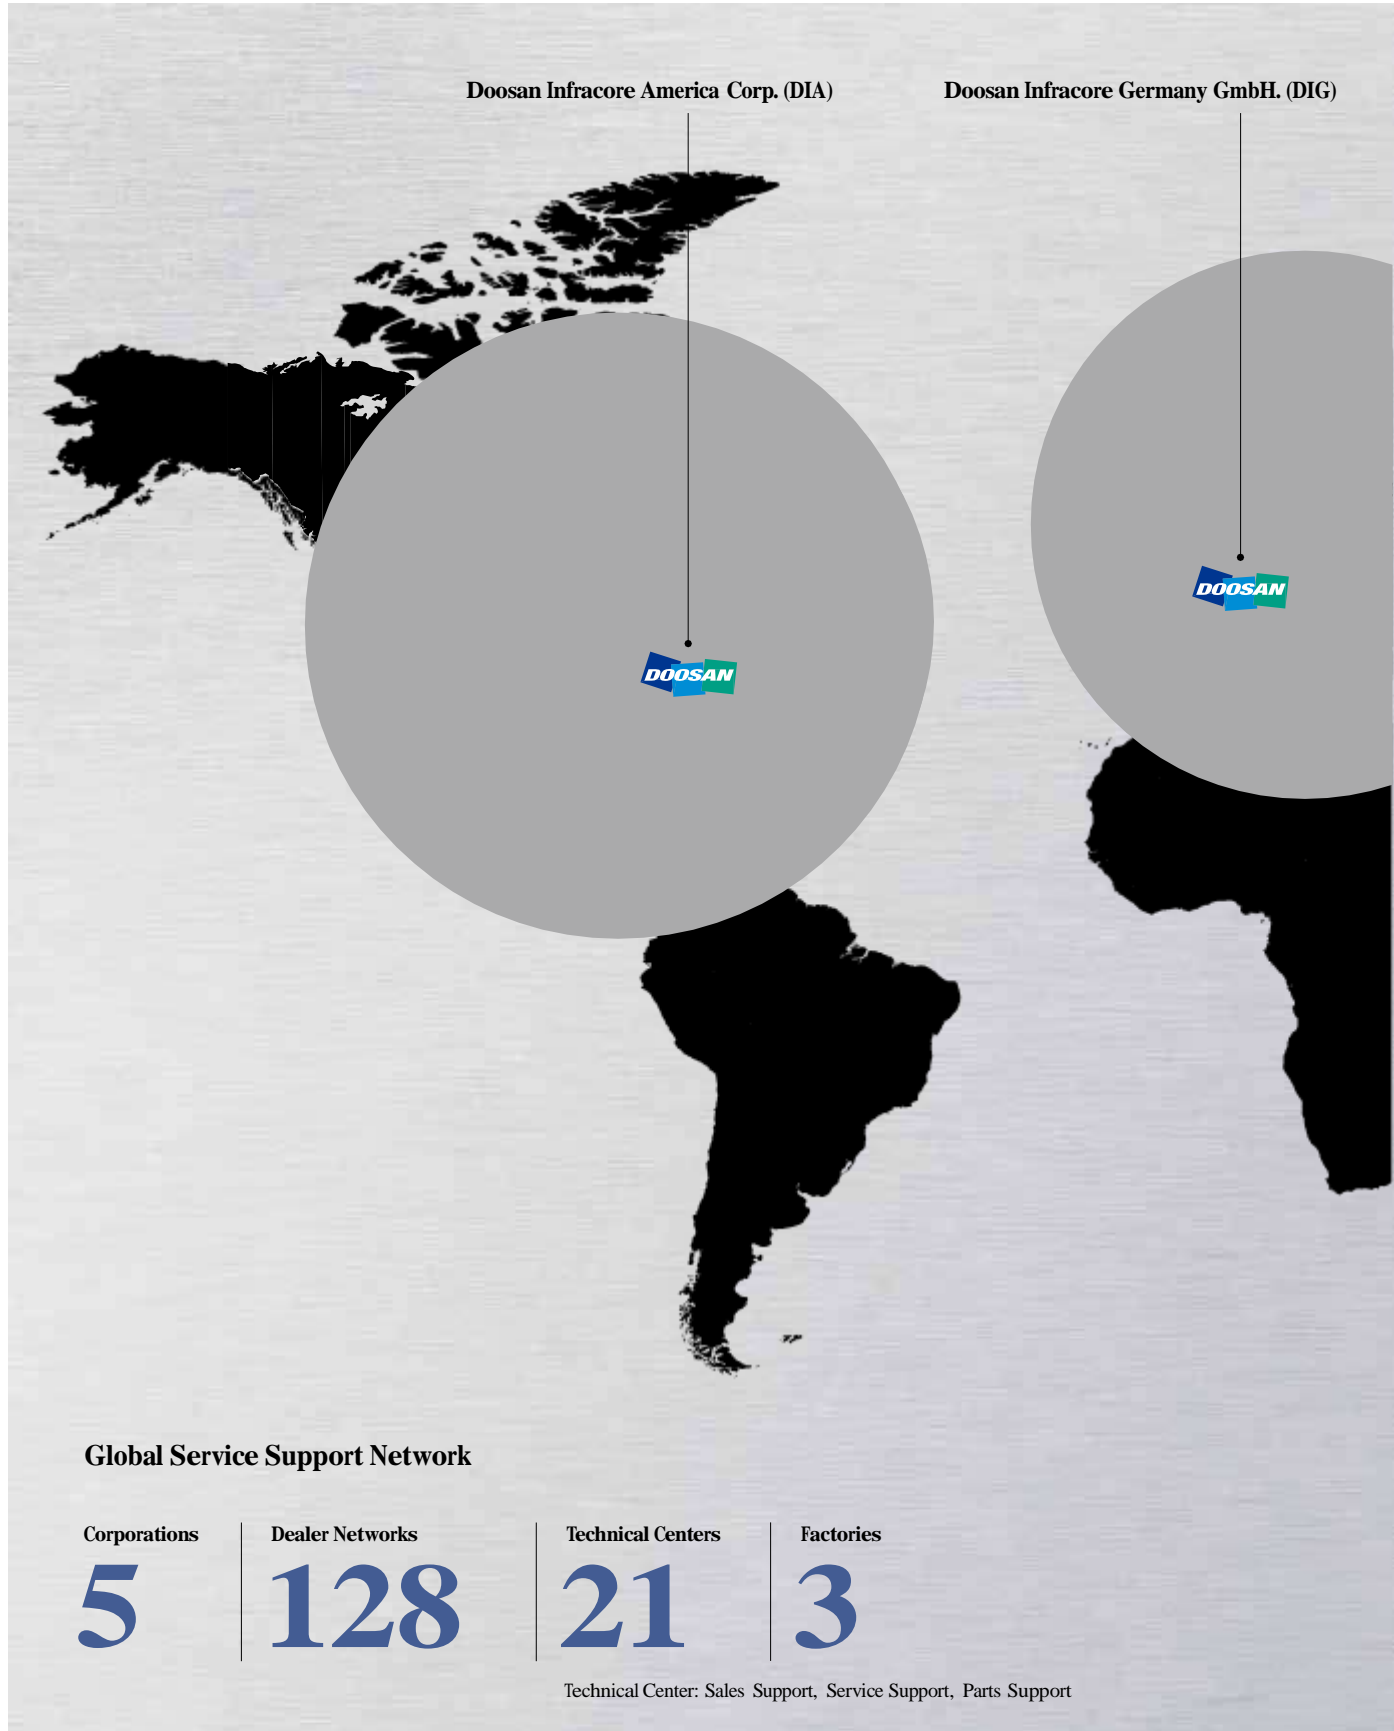 Doosan Infracore America Corp. (DIA)
Doosan Infracore Germany GmbH. (DIG)
DOOSAN
DOOSAN
Global Service Support Network
Corporations
5
Dealer Networks
128
Technical Centers
21
Factories
3
Technical Center: Sales Support, Service Support, Parts Support